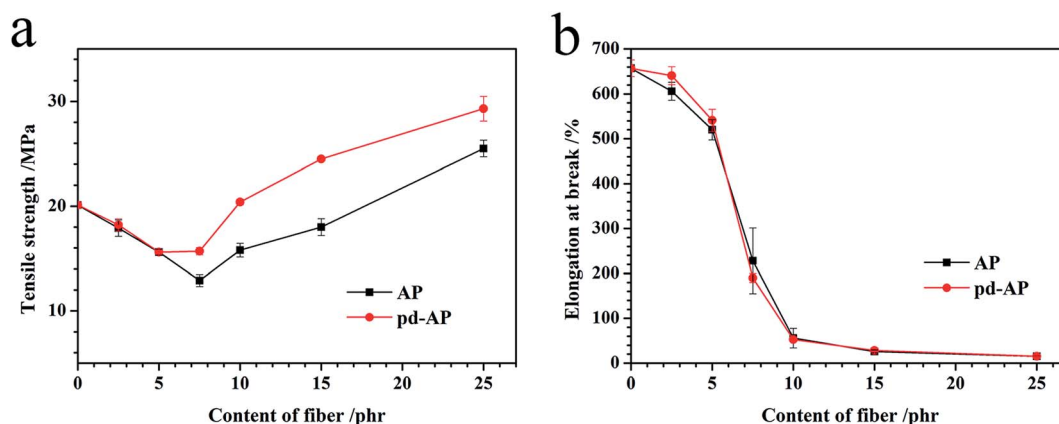 a
Tensile strength /MPa
30
20
10
0
5
10
15
20
25
Content of fiber /phr
AP
pd-AP
b
Elongation at break /%
700
600
500
400
300
200
100
0
0
5
10
15
20
25
Content of fiber /phr
AP
pd-AP